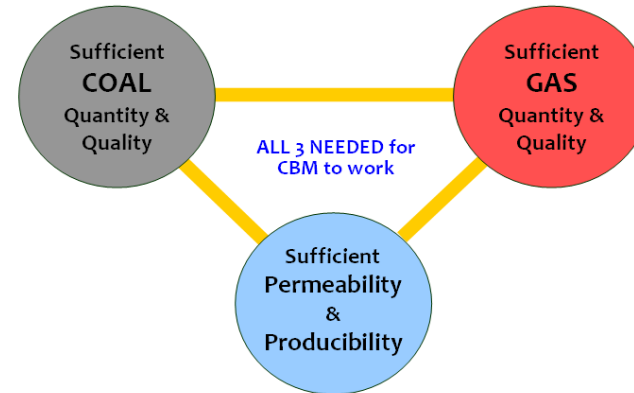 Sufficient
COAL
Quantity &
Quality
Sufficient
GAS
Quantity &
Quality
ALL 3 NEEDED for
CBM to work
Sufficient
Permeability
&
Producibility